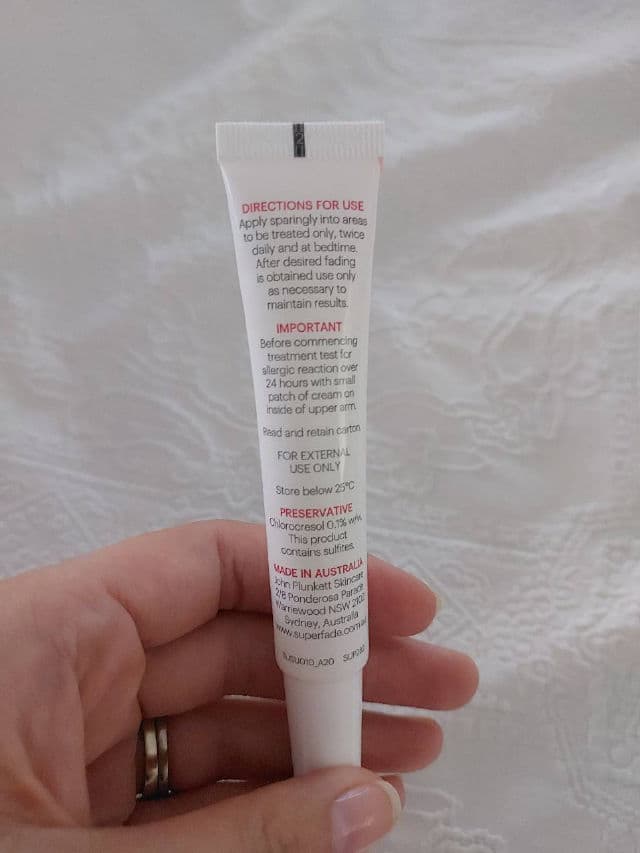 DIRECTIONS FOR USE
Apply sparingly into areas
to be treated only, twice
daily and at bedtime.
After desired fading
is obtained use only
as necessary to
maintain results.
IMPORTANT
Before commencing
treatment test for
allergic reaction over
24 hours with small
patch of cream on
inside of upper arm.
Read and retain carton
FOR EXTERNAL
USE ONLY
Store below 25°C
PRESERVATIVE
Chlorocresol 0.1% w/w.
This product
contains sulfites.
MADE IN AUSTRALIA
John Plunkett Skincare
2/8 Ponderosa Parade
Warriewood NSW 2102
Sydney, Australia
www.superfade.com.au